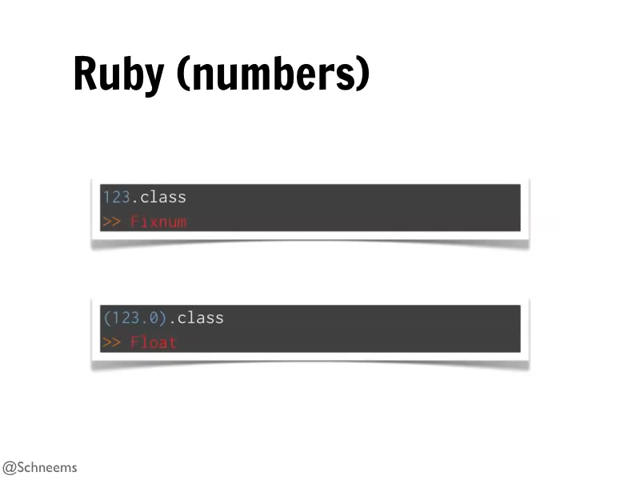 Ruby (numbers)
123.class
>> Fixnum
(123.0).class
>> Float
@Schneems